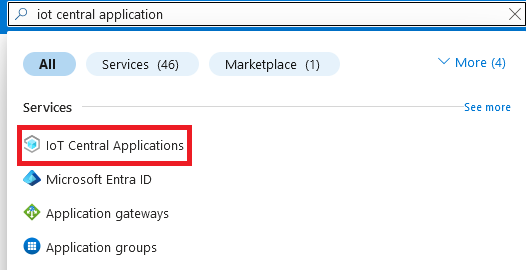 iot central application
All Services (46) Marketplace (1) More (4)
Services See more
IoT Central Applications
Microsoft Entra ID
Application gateways
Application groups